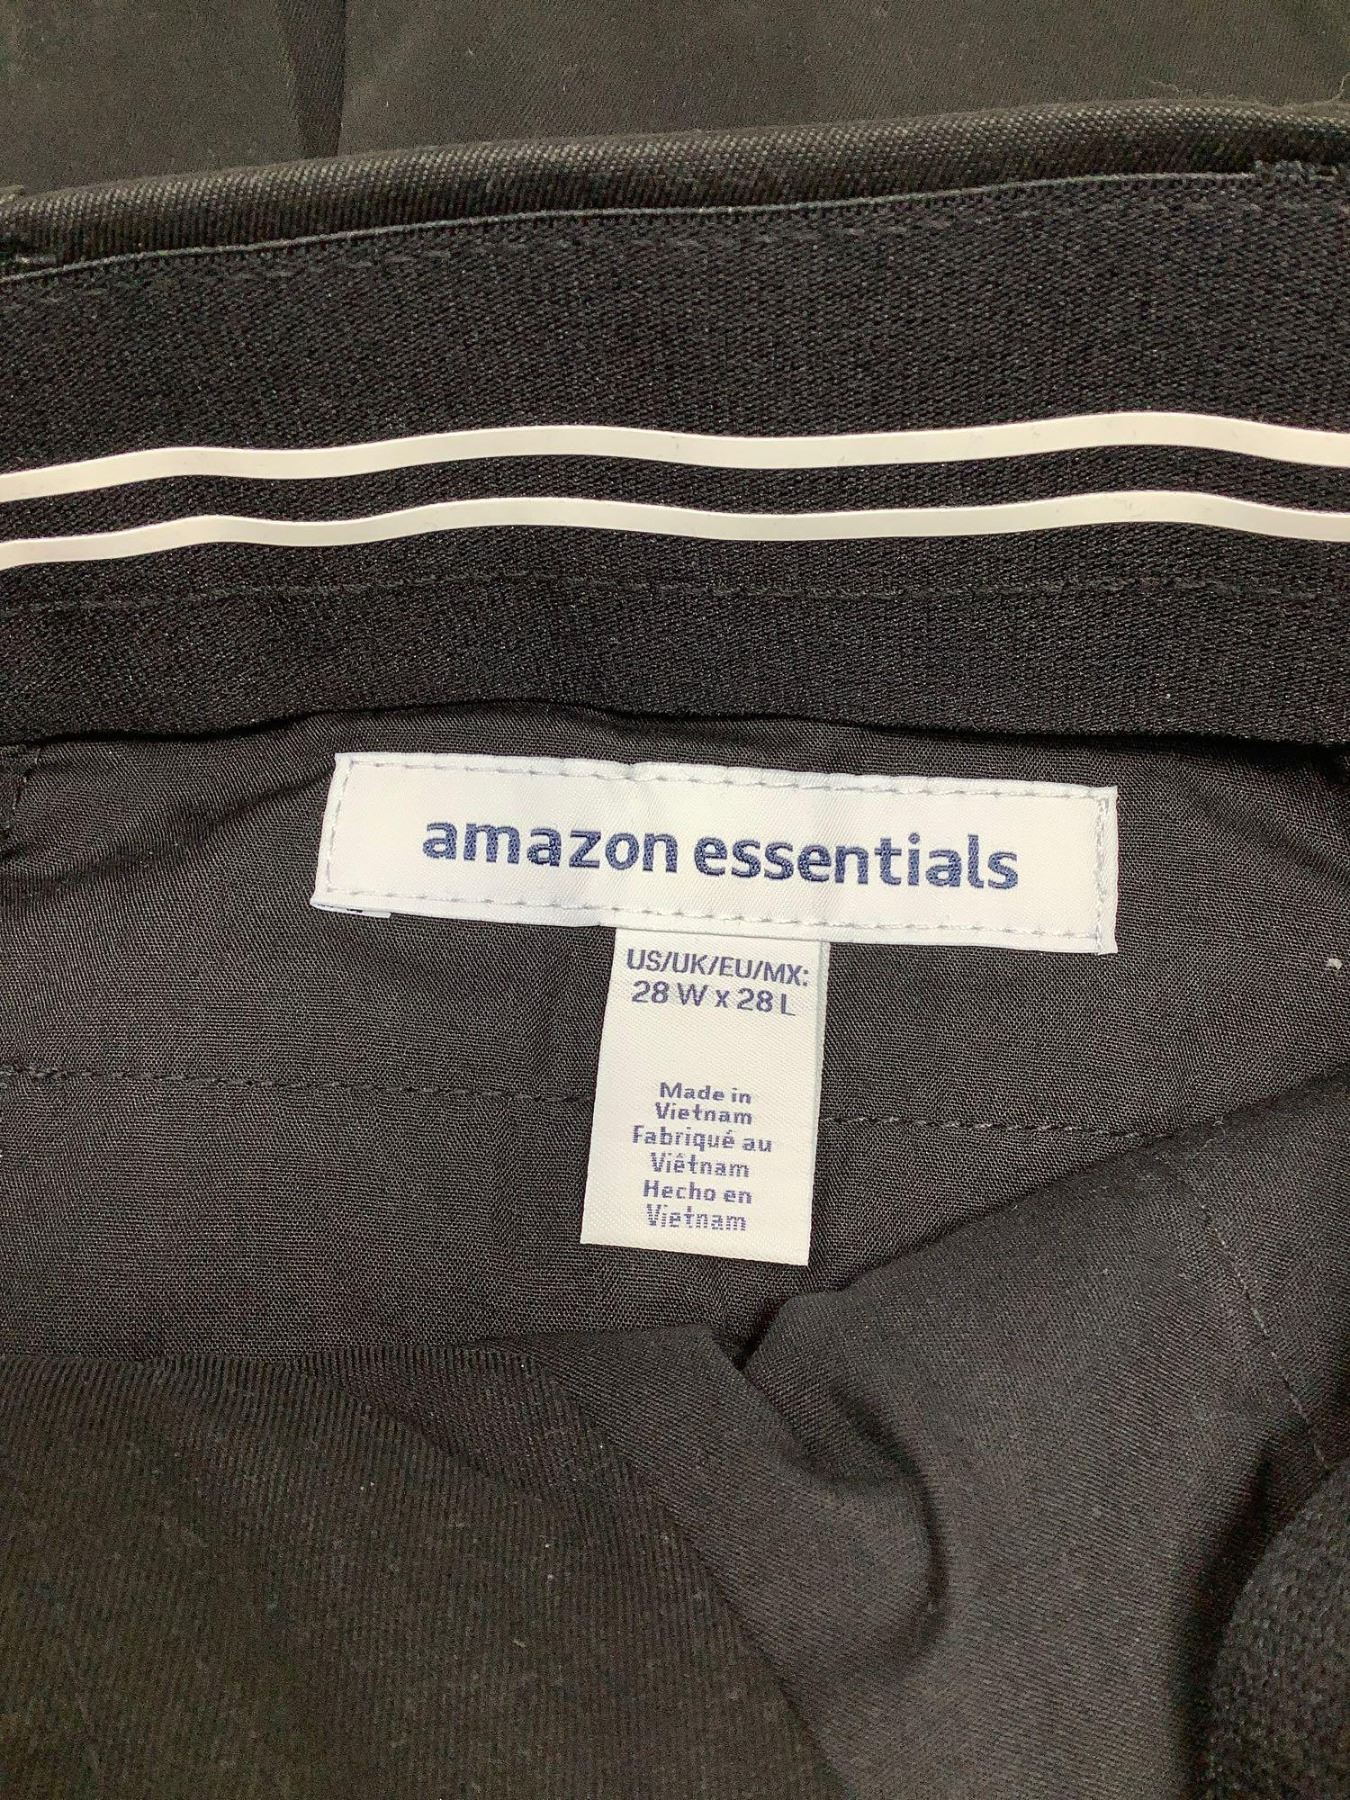 amazon essentials
US/UK/EU/MX:
28 W x 28 L
Made in
Vietnam
Fabriqué au
Viêtnam
Hecho en
Vietnam